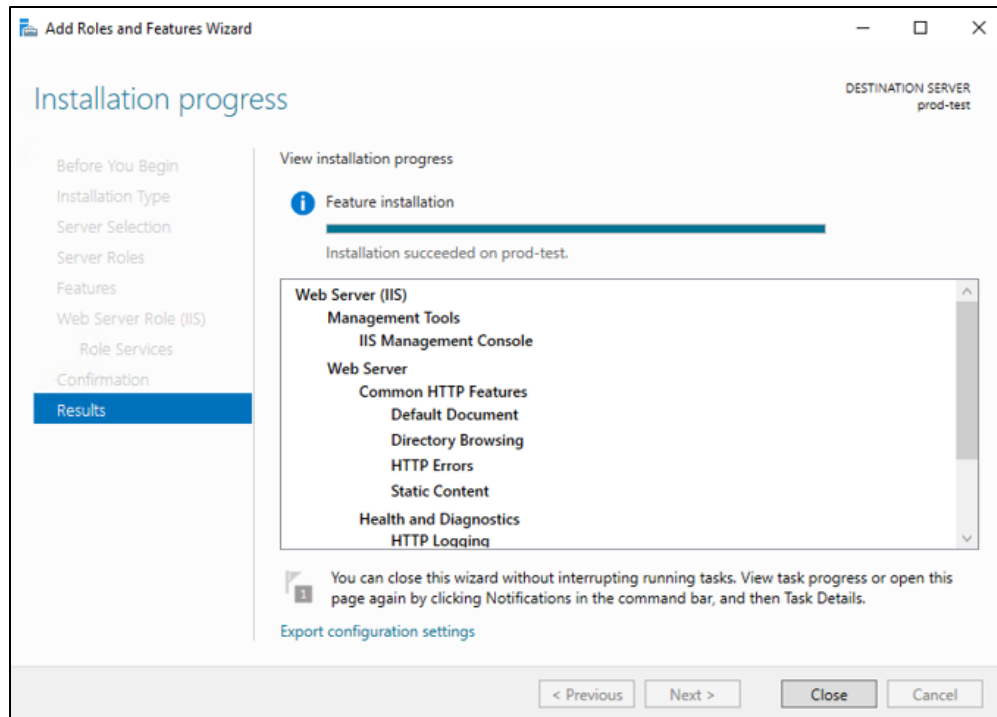 Add Roles and Features Wizard
Installation progress
DESTINATION SERVER
prod-test
Before You Begin
Installation Type
Server Selection
Server Roles
Features
Web Server Role (IIS)
Role Services
Confirmation
Results
View installation progress
Feature installation
Installation succeeded on prod-test.
Web Server (IIS)
Management Tools
IIS Management Console
Web Server
Common HTTP Features
Default Document
Directory Browsing
HTTP Errors
Static Content
Health and Diagnostics
HTTP Logging
1
You can close this wizard without interrupting running tasks. View task progress or open this
page again by clicking Notifications in the command bar, and then Task Details.
Export configuration settings
< Previous
Next >
Close
Cancel